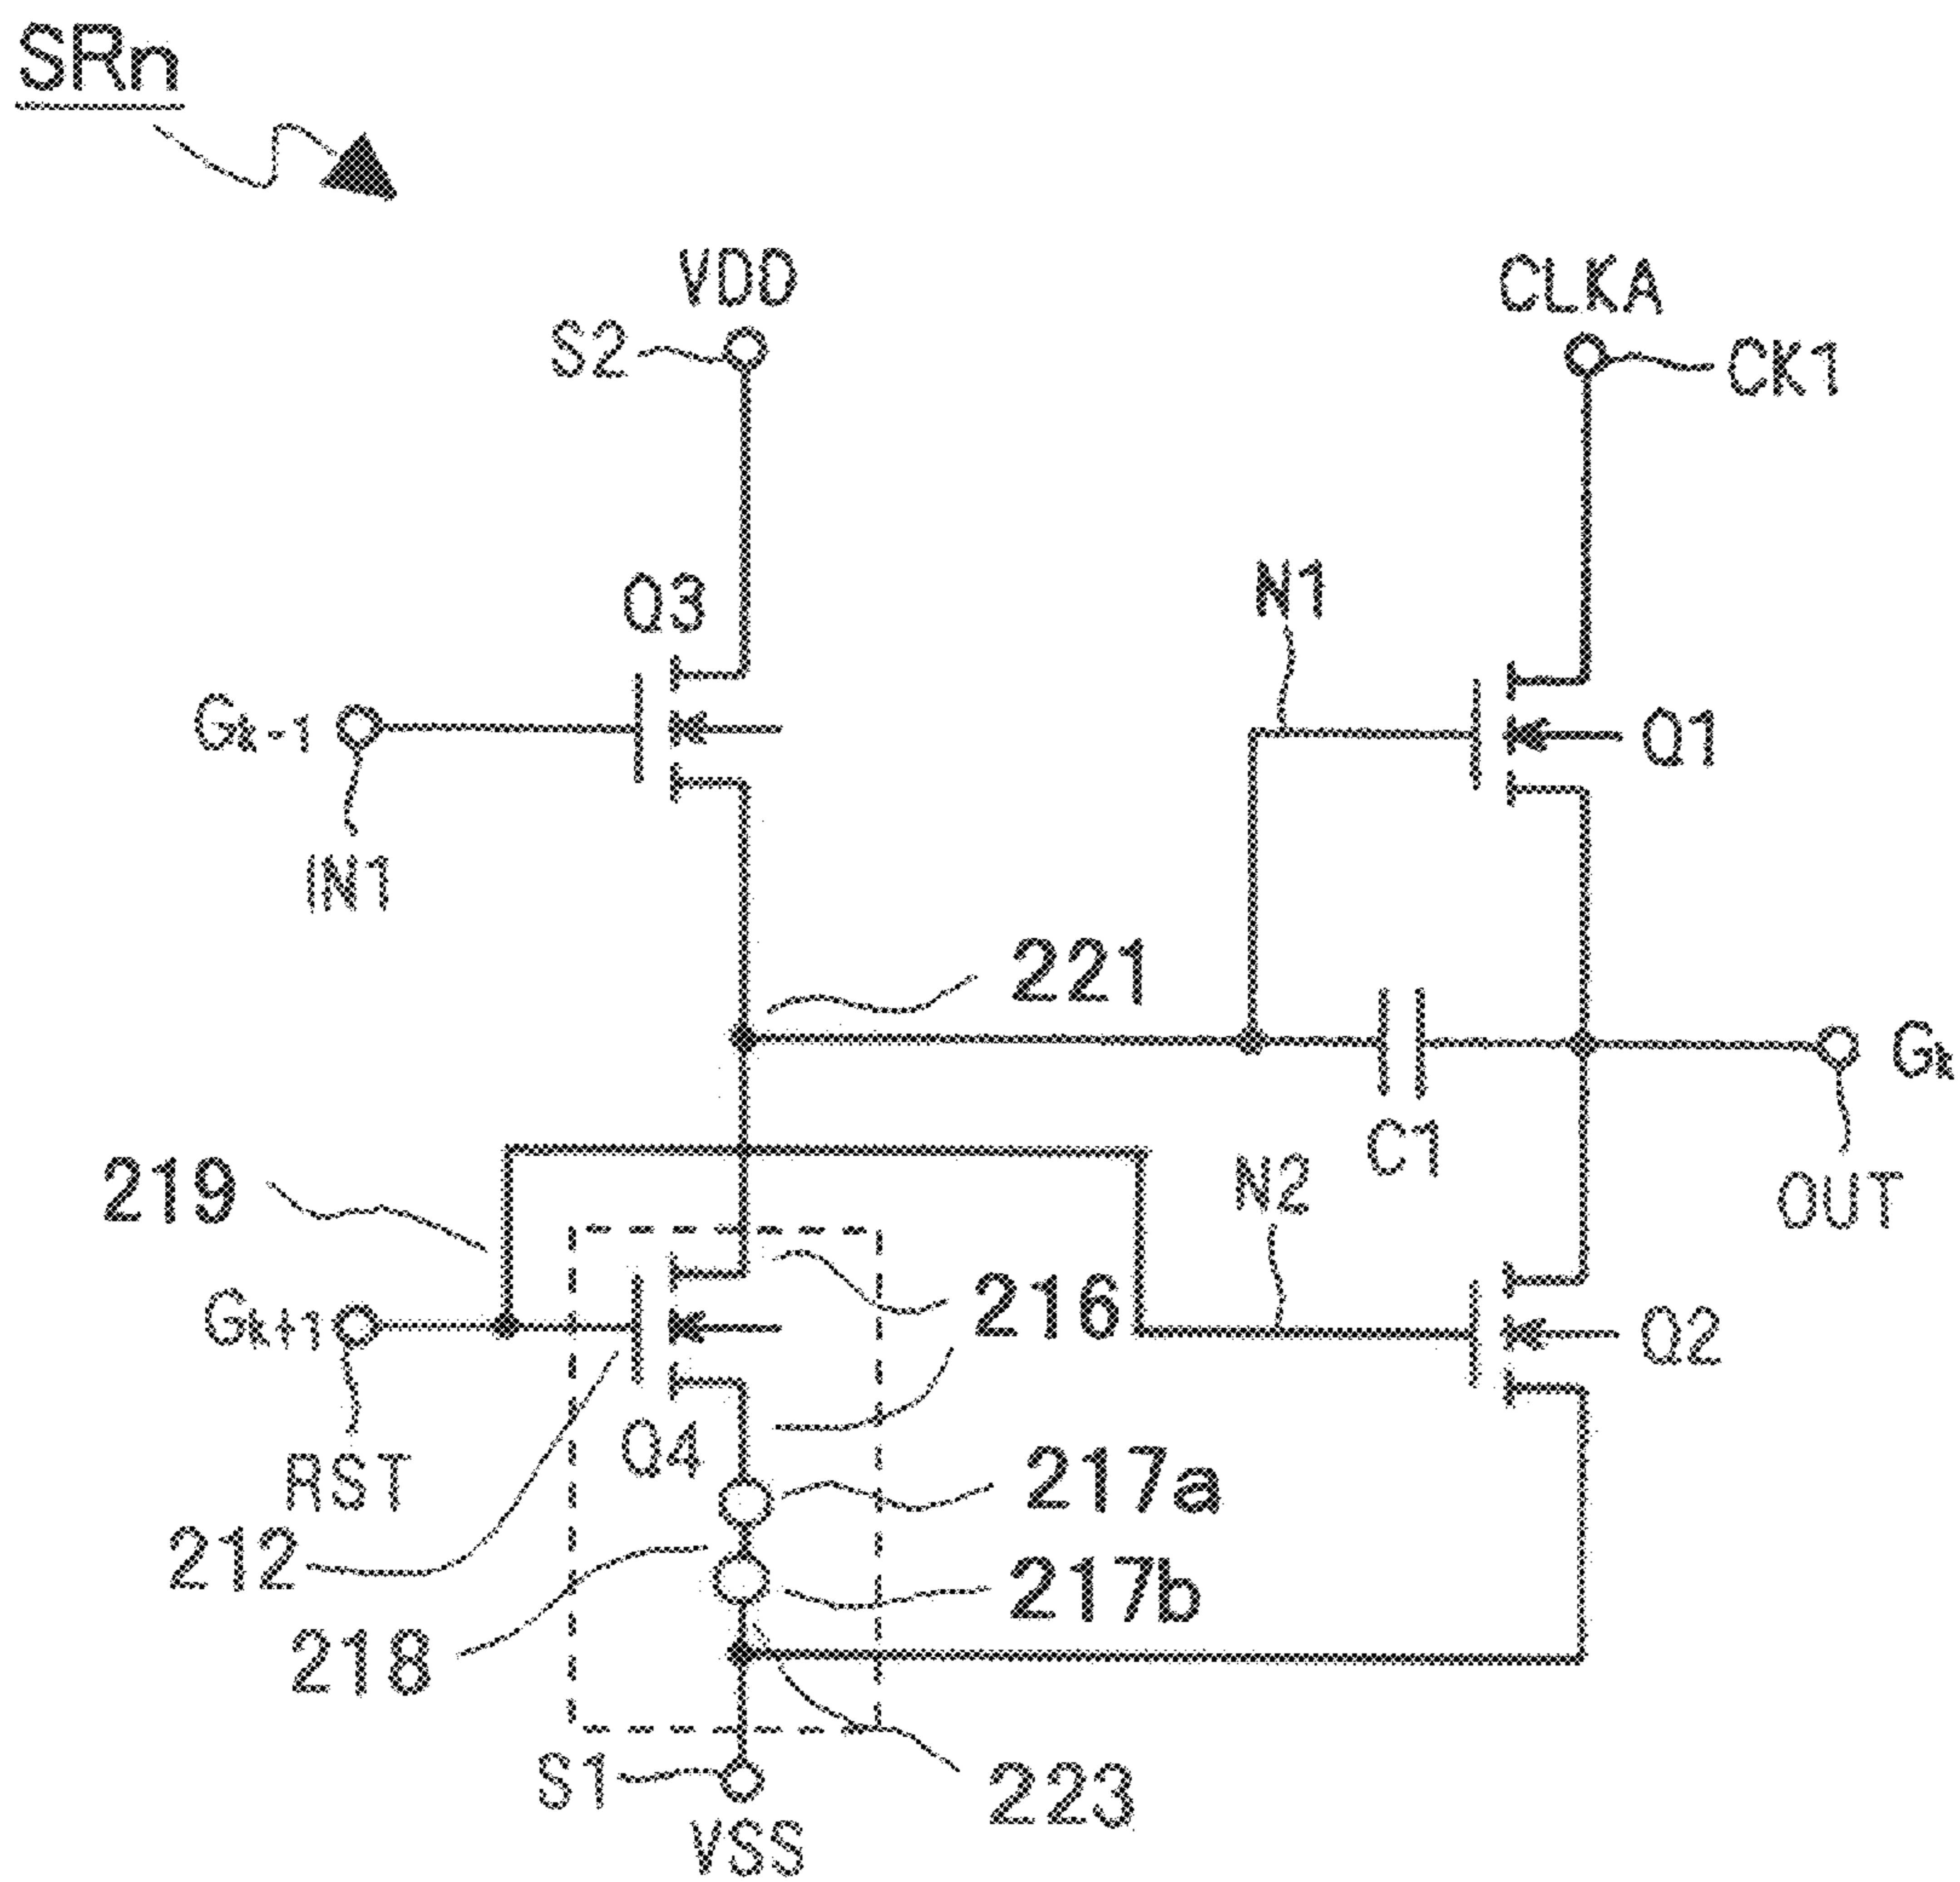 SRn
VDD
CLKA
S2
CK1
Q3
N1
Gk-1
Q1
IN1
221
Gk
C1
219
N2
OUT
216
Gk+1
Q2
Q4
217a
RST
212
217b
218
S1
223
VSS